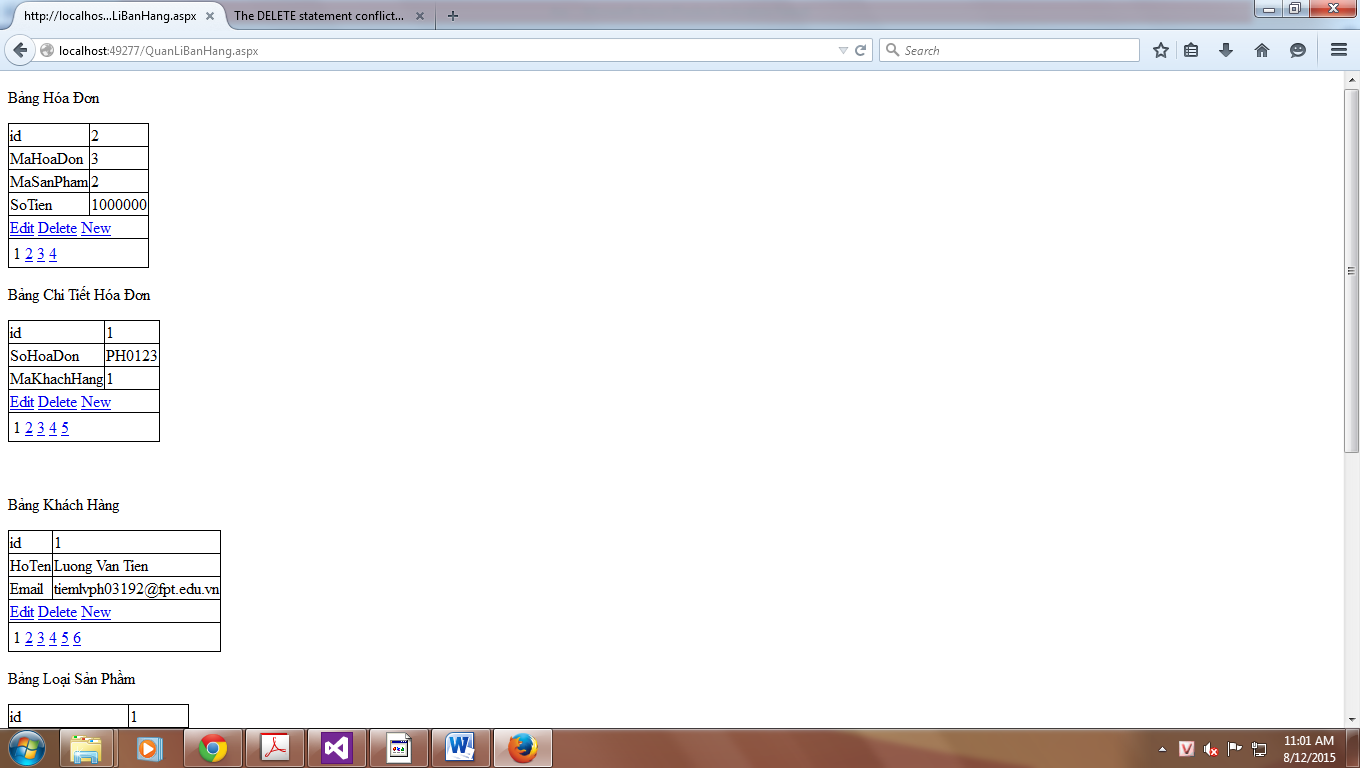 http://localhos...LiBanHang.aspx
The DELETE statement conflict...
localhost:49277/QuanLiBanHang.aspx
Search
Bảng Hóa Đơn
id 2
MaHoaDon 3
MaSanPham 2
SoTien 1000000
Edit Delete New
1 2 3 4
Bảng Chi Tiết Hóa Đơn
id 1
SoHoaDon PH0123
MaKhachHang 1
Edit Delete New
1 2 3 4 5
Bảng Khách Hàng
id 1
HoTen Luong Van Tien
Email tiemlvph03192@fpt.edu.vn
Edit Delete New
1 2 3 4 5 6
Bảng Loại Sản Phẩm
id 1
11:01 AM
8/12/2015